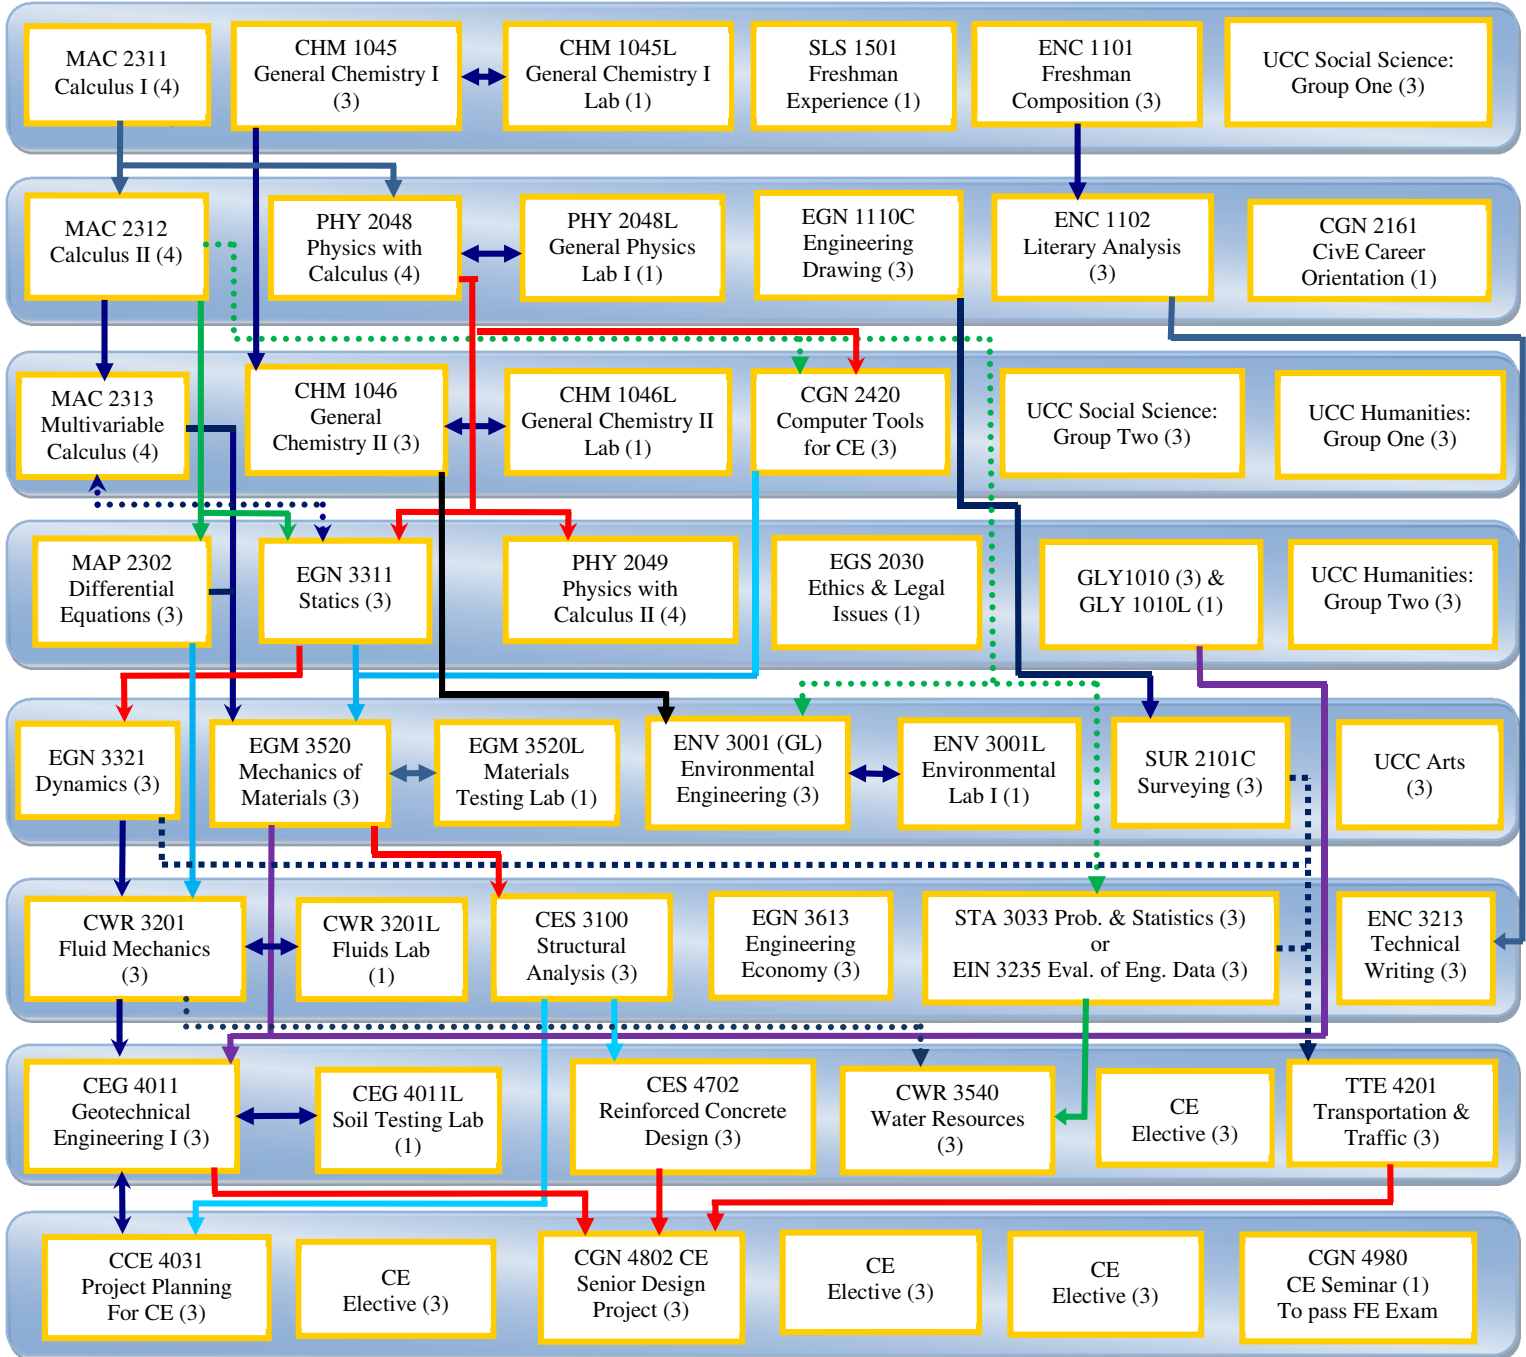 MAC 2311
Calculus I (4)
CHM 1045
General Chemistry I
(3)
CHM 1045L
General Chemistry I
Lab (1)
SLS 1501
Freshman
Experience (1)
ENC 1101
Freshman
Composition (3)
UCC Social Science:
Group One (3)
MAC 2312
Calculus II (4)
PHY 2048
Physics with
Calculus (4)
PHY 2048L
General Physics
Lab I (1)
EGN 1110C
Engineering
Drawing (3)
ENC 1102
Literary Analysis
(3)
CGN 2161
CivE Career
Orientation (1)
MAC 2313
Multivariable
Calculus (4)
CHM 1046
General
Chemistry II (3)
CHM 1046L
General Chemistry II
Lab (1)
CGN 2420
Computer Tools
for CE (3)
UCC Social Science:
Group Two (3)
UCC Humanities:
Group One (3)
MAP 2302
Differential
Equations (3)
EGN 3311
Statics (3)
PHY 2049
Physics with
Calculus II (4)
EGS 2030
Ethics & Legal
Issues (1)
GLY1010 (3) &
GLY 1010L (1)
UCC Humanities:
Group Two (3)
EGN 3321
Dynamics (3)
EGM 3520
Mechanics of
Materials (3)
EGM 3520L
Materials
Testing Lab (1)
ENV 3001 (GL)
Environmental
Engineering (3)
ENV 3001L
Environmental
Lab I (1)
SUR 2101C
Surveying (3)
UCC Arts
(3)
CWR 3201
Fluid Mechanics
(3)
CWR 3201L
Fluids Lab
(1)
CES 3100
Structural
Analysis (3)
EGN 3613
Engineering
Economy (3)
STA 3033 Prob. & Statistics (3)
or
EIN 3235 Eval. of Eng. Data (3)
ENC 3213
Technical
Writing (3)
CEG 4011
Geotechnical
Engineering I (3)
CEG 4011L
Soil Testing Lab
(1)
CES 4702
Reinforced Concrete
Design (3)
CWR 3540
Water Resources
(3)
CE
Elective (3)
TTE 4201
Transportation &
Traffic (3)
CCE 4031
Project Planning
For CE (3)
CE
Elective (3)
CGN 4802 CE
Senior Design
Project (3)
CE
Elective (3)
CE
Elective (3)
CGN 4980
CE Seminar (1)
To pass FE Exam